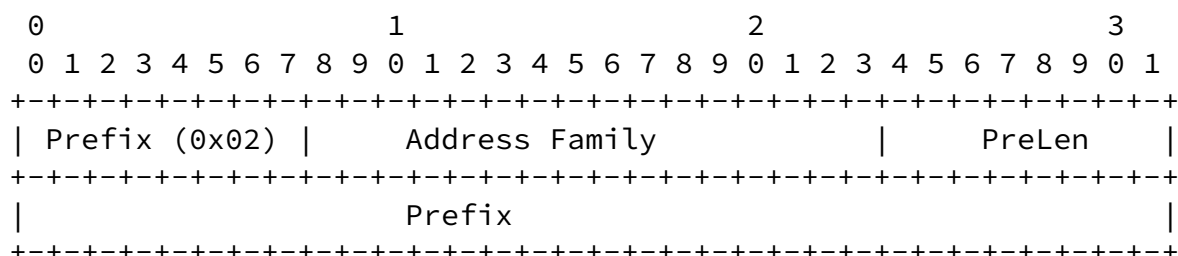 0                   1                   2                   3
 0 1 2 3 4 5 6 7 8 9 0 1 2 3 4 5 6 7 8 9 0 1 2 3 4 5 6 7 8 9 0 1
+-+-+-+-+-+-+-+-+-+-+-+-+-+-+-+-+-+-+-+-+-+-+-+-+-+-+-+-+-+-+-+-+
| Prefix (0x02) |     Address Family            |     PreLen    |
+-+-+-+-+-+-+-+-+-+-+-+-+-+-+-+-+-+-+-+-+-+-+-+-+-+-+-+-+-+-+-+-+
|                     Prefix                                    |
+-+-+-+-+-+-+-+-+-+-+-+-+-+-+-+-+-+-+-+-+-+-+-+-+-+-+-+-+-+-+-+-+